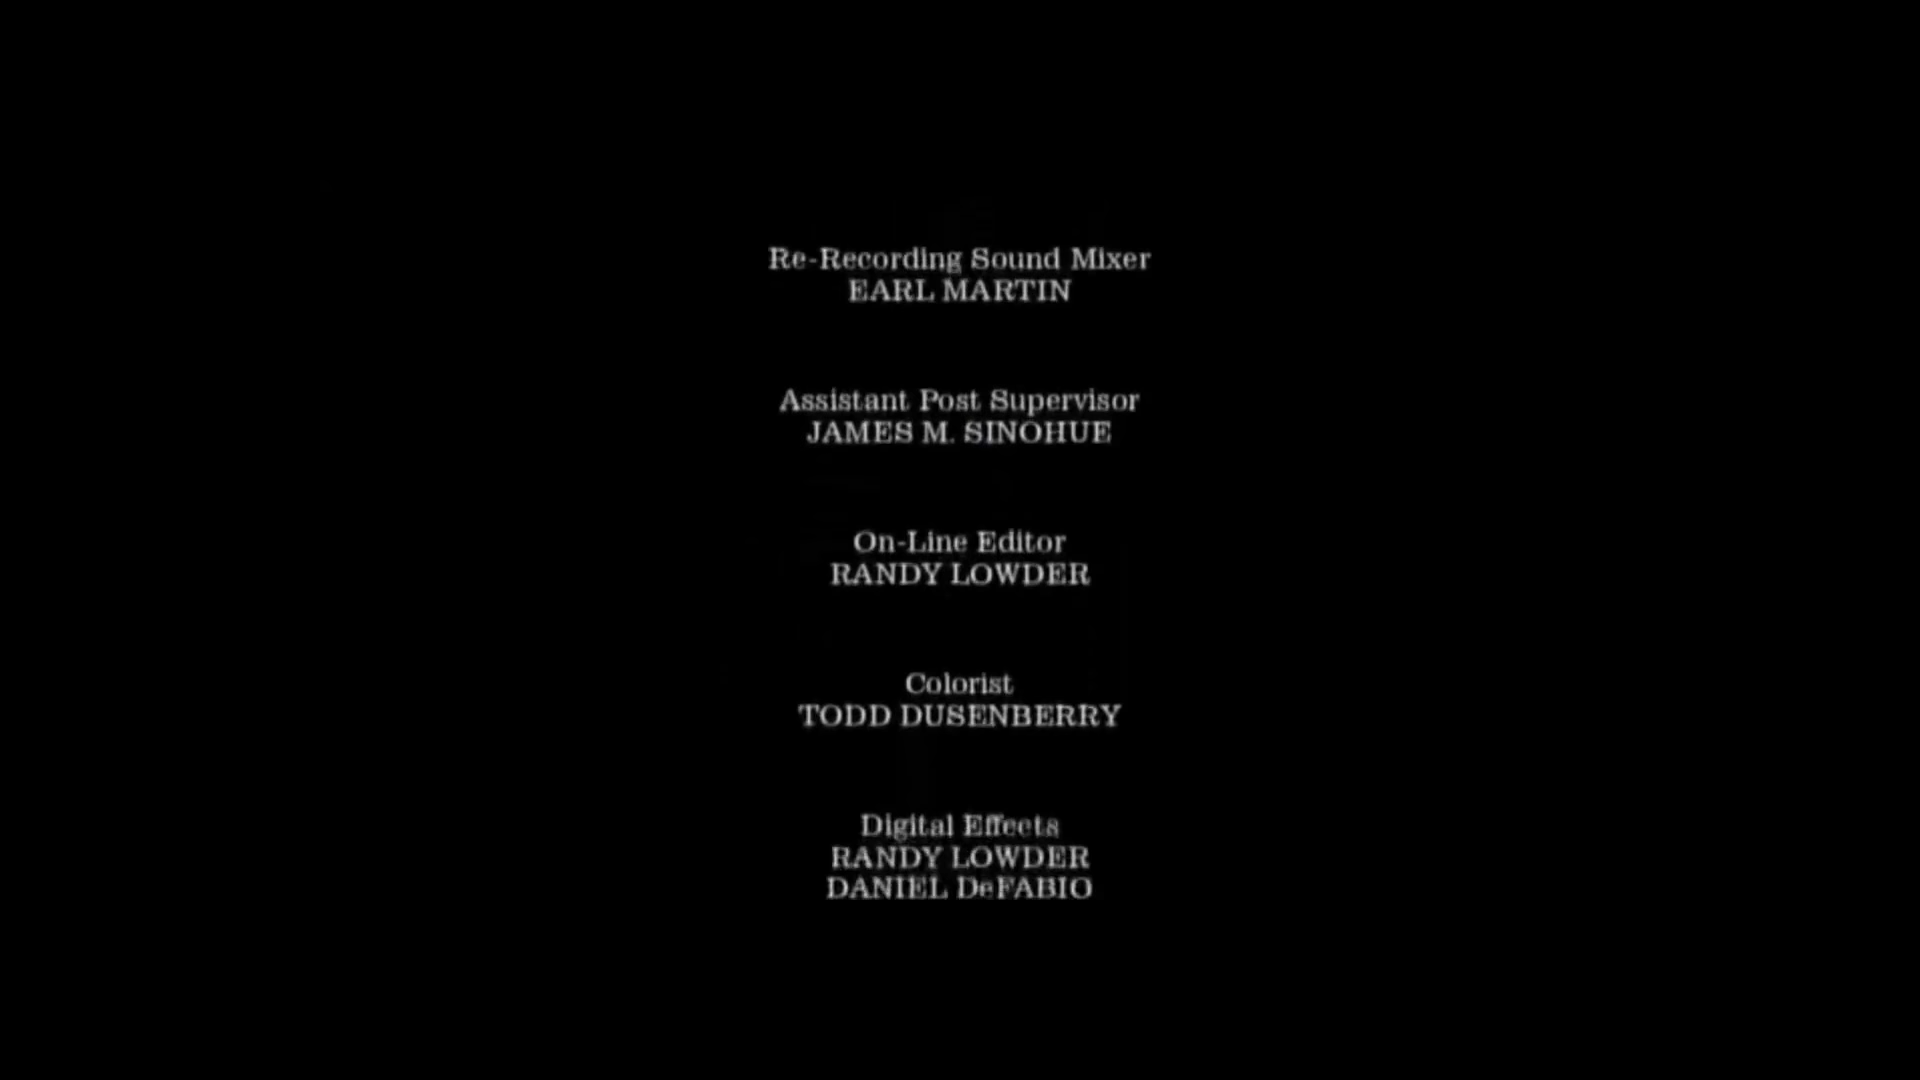 Re-Recording Sound Mixer
EARL MARTIN
Assistant Post Supervisor
JAMES M. SINOHUE
On-Line Editor
RANDY LOWDER
Colorist
TODD DUSENBERRY
Digital Effects
RANDY LOWDER
DANIEL DeFABIO